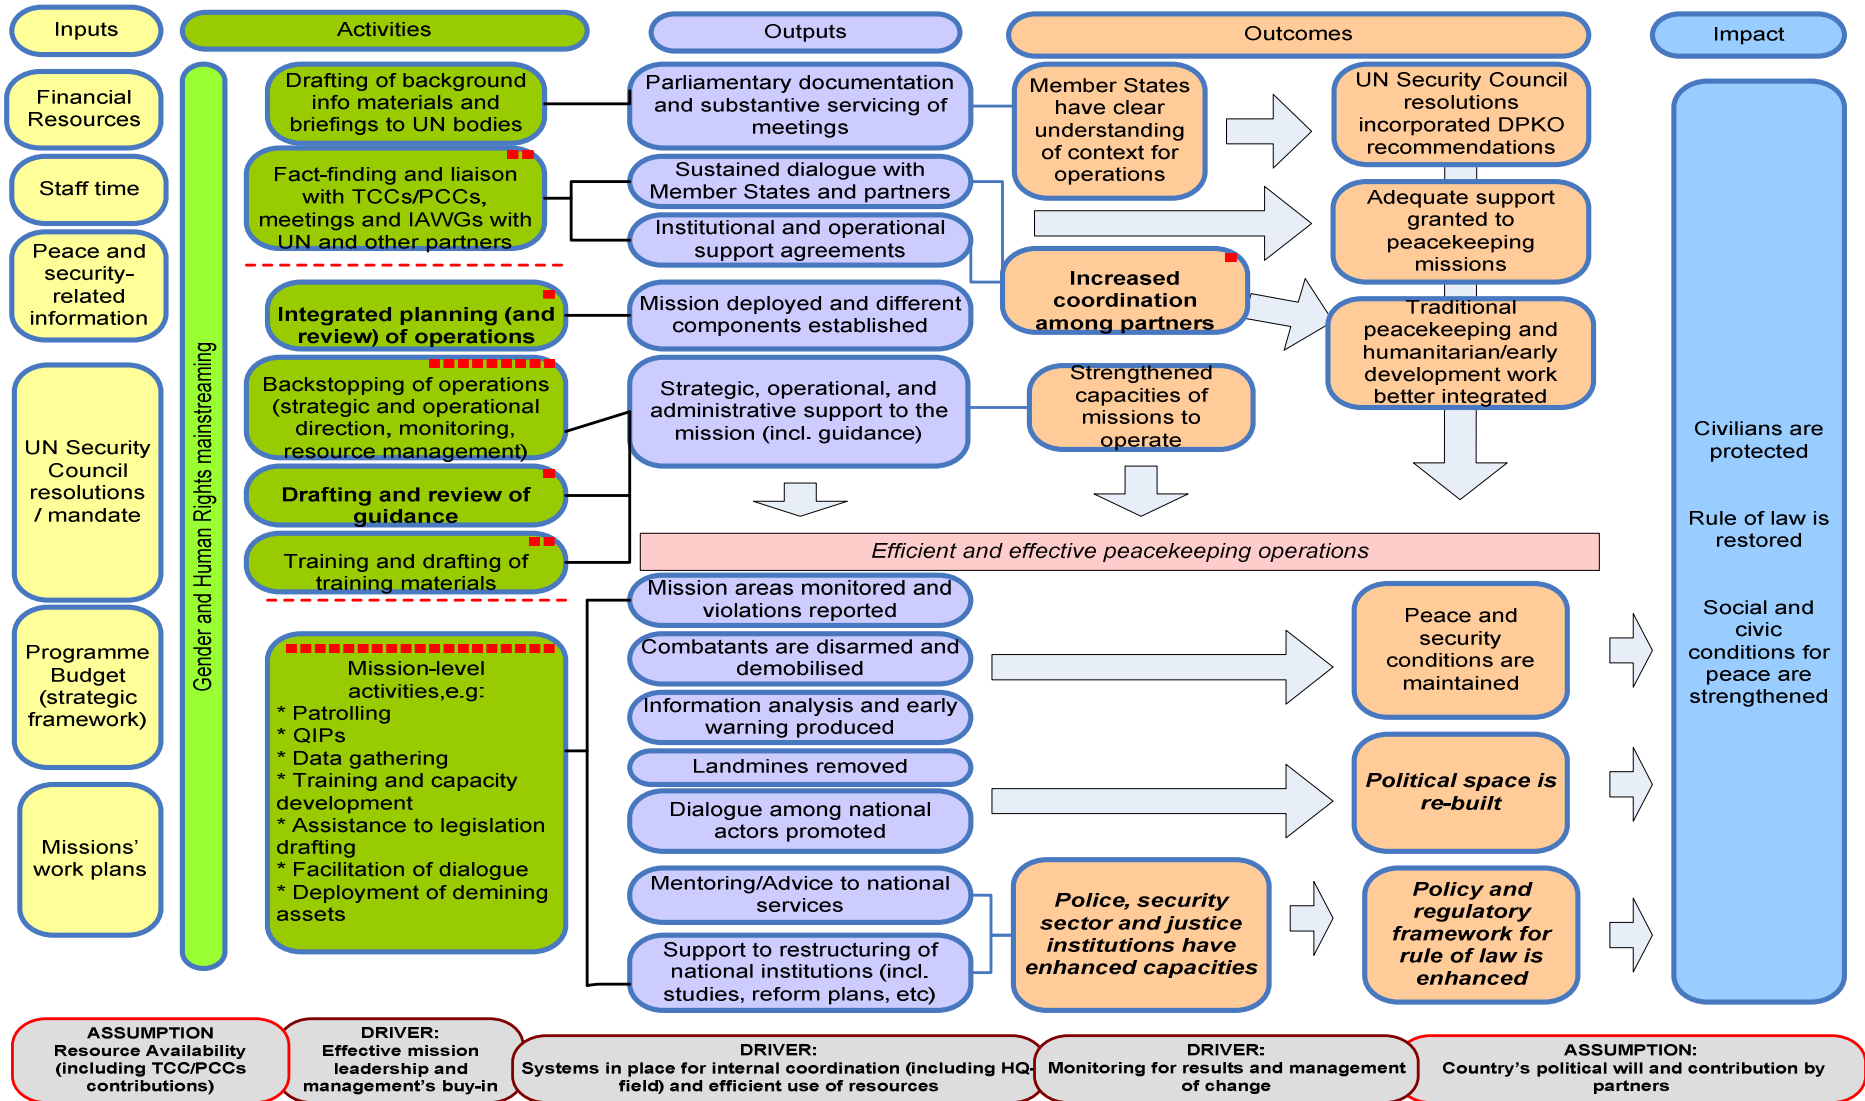 Inputs
Activities
Outputs
Outcomes
Impact
Financial
Resources
Staff time
Peace and
security-
related
information
UN Security
Council
resolutions
/ mandate
Programme
Budget
(strategic
framework)
Missions’
work plans
Gender and Human Rights mainstreaming
Drafting of background
info materials and
briefings to UN bodies
Fact-finding and liaison
with TCCs/PCCs,
meetings and IAWGs with
UN and other partners
Integrated planning (and
review) of operations
Backstopping of operations
(strategic and operational
direction, monitoring,
resource management)
Drafting and review of
guidance
Training and drafting of
training materials
Mission-level
activities,e.g:
* Patrolling
* QIPs
* Data gathering
* Training and capacity
development
* Assistance to legislation
drafting
* Facilitation of dialogue
* Deployment of demining
assets
Parliamentary documentation
and substantive servicing of
meetings
Sustained dialogue with
Member States and partners
Institutional and operational
support agreements
Mission deployed and different
components established
Strategic, operational, and
administrative support to the
mission (incl. guidance)
Member States
have clear
understanding
of context for
operations
Increased
coordination
among partners
Strengthened
capacities of
missions to
operate
UN Security Council
resolutions
incorporated DPKO
recommendations
Adequate support
granted to
peacekeeping
missions
Traditional
peacekeeping and
humanitarian/early
development work
better integrated
Efficient and effective peacekeeping operations
Mission areas monitored and
violations reported
Combatants are disarmed and
demobilised
Information analysis and early
warning produced
Landmines removed
Dialogue among national
actors promoted
Mentoring/Advice to national
services
Support to restructuring of
national institutions (incl.
studies, reform plans, etc)
Police, security
sector and justice
institutions have
enhanced capacities
Peace and
security
conditions are
maintained
Political space is
re-built
Policy and
regulatory
framework for
rule of law is
enhanced
Civilians are
protected
Rule of law is
restored
Social and
civic
conditions for
peace are
strengthened
ASSUMPTION
Resource Availability
(including TCC/PCCs
contributions)
DRIVER:
Effective mission
leadership and
management’s buy-in
DRIVER:
Systems in place for internal coordination (including HQ-
field) and efficient use of resources
DRIVER:
Monitoring for results and management
of change
ASSUMPTION:
Country’s political will and contribution by
partners